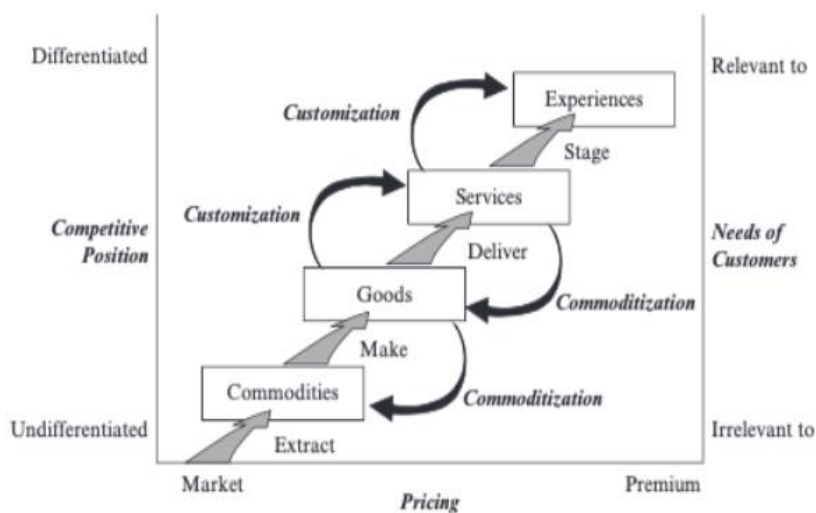 Differentiated
Relevant to
Experiences
Customization
Stage
Services
Customization
Competitive
Position
Needs of
Customers
Deliver
Goods
Commoditization
Make
Commodities
Commoditization
Undifferentiated
Irrelevant to
Extract
Market
Premium
Pricing